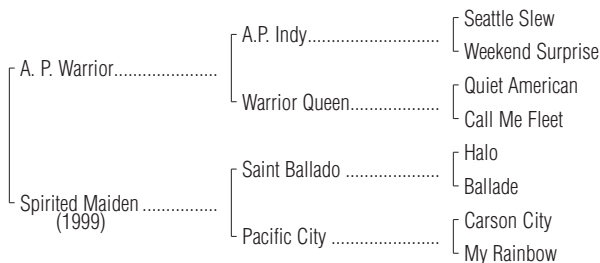 Seattle Slew
A.P. Indy..............................
Weekend Surprise
A. P. Warrior.......................
Quiet American
Warrior Queen....................
Call Me Fleet
Halo
Saint Ballado .....................
Ballade
Spirited Maiden .................
(1999)
Carson City
Pacific City ........................
My Rainbow